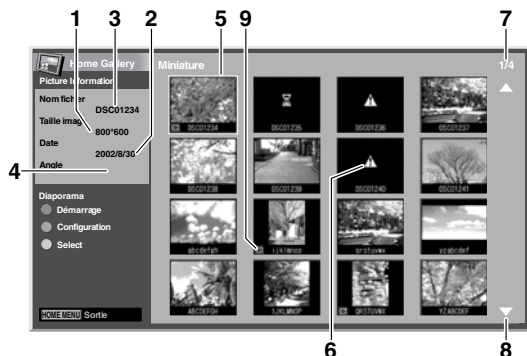 1 3 2 5 9 7
Home Gallery
Miniature
1/4
Picture Information
Nom ficher
DSC01234
Taille image
800*600
Date
2002/8/30
Angle
4
Diaporama
Démarrage
Configuration
Select
HOME MENU Sortie
DSC01234 DSC01235 DSC01236 DSC01237
DSC01238 DSC01239 DSC01240 DSC01241
abcdefgh ijklmnop qrstuvwx yzabcdef
ABCDEFGH IJKLMNOP QRSTUVWX YZABCDEF
6 8